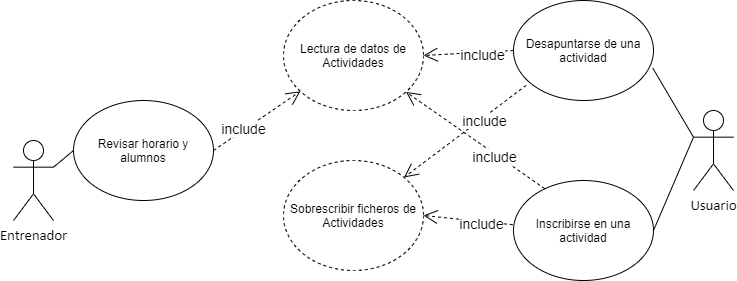 Lectura de datos de
Actividades
Desapuntarse de una
actividad
include
include
include
include
include
Revisar horario y
alumnos
Sobrescribir ficheros de
Actividades
Inscribirse en una
actividad
Entrenador
Usuario